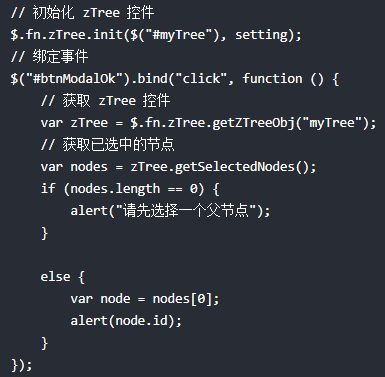 // 初始化 zTree 控件
$.fn.zTree.init($("#myTree"), setting);
// 绑定事件
$("#btnModalOk").bind("click", function () {
    // 获取 zTree 控件
    var zTree = $.fn.zTree.getZTreeObj("myTree");
    // 获取已选中的节点
    var nodes = zTree.getSelectedNodes();
    if (nodes.length == 0) {
        alert("请先选择一个父节点");
    }

    else {
        var node = nodes[0];
        alert(node.id);
    }
});